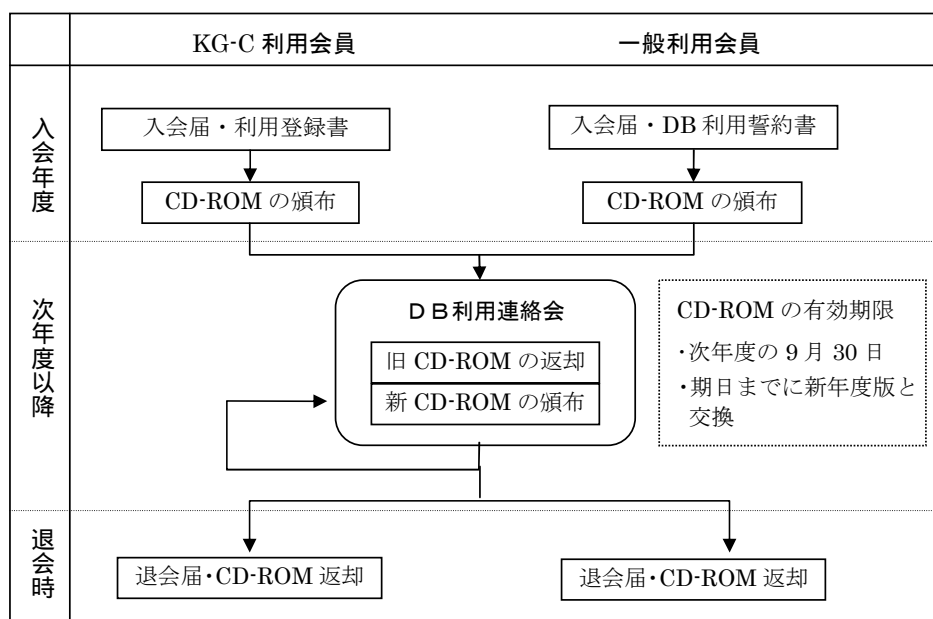 KG-C 利用会員
一般利用会員
入会年度
入会届・利用登録書
入会届・DB 利用誓約書
CD-ROM の頒布
CD-ROM の頒布
次年度以降
DB利用連絡会
旧 CD-ROM の返却
新 CD-ROM の頒布
CD-ROM の有効期限
・次年度の 9 月 30 日
・期日までに新年度版と
交換
退会時
退会届・CD-ROM 返却
退会届・CD-ROM 返却